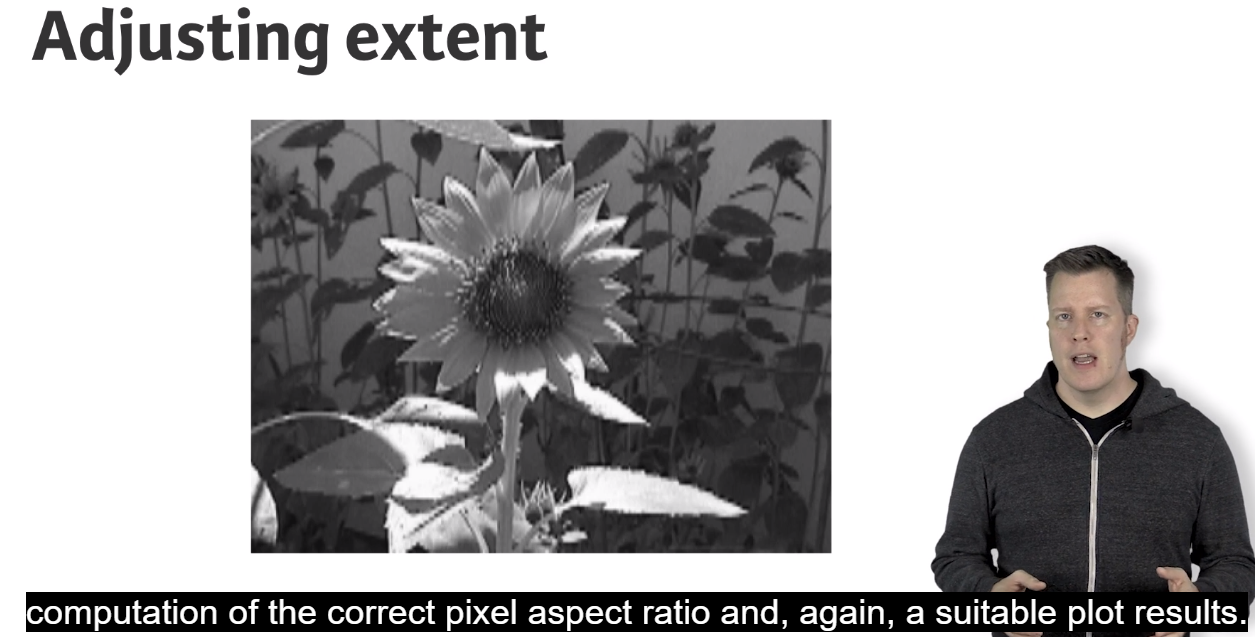 Adjusting extent
computation of the correct pixel aspect ratio and, again, a suitable plot results.